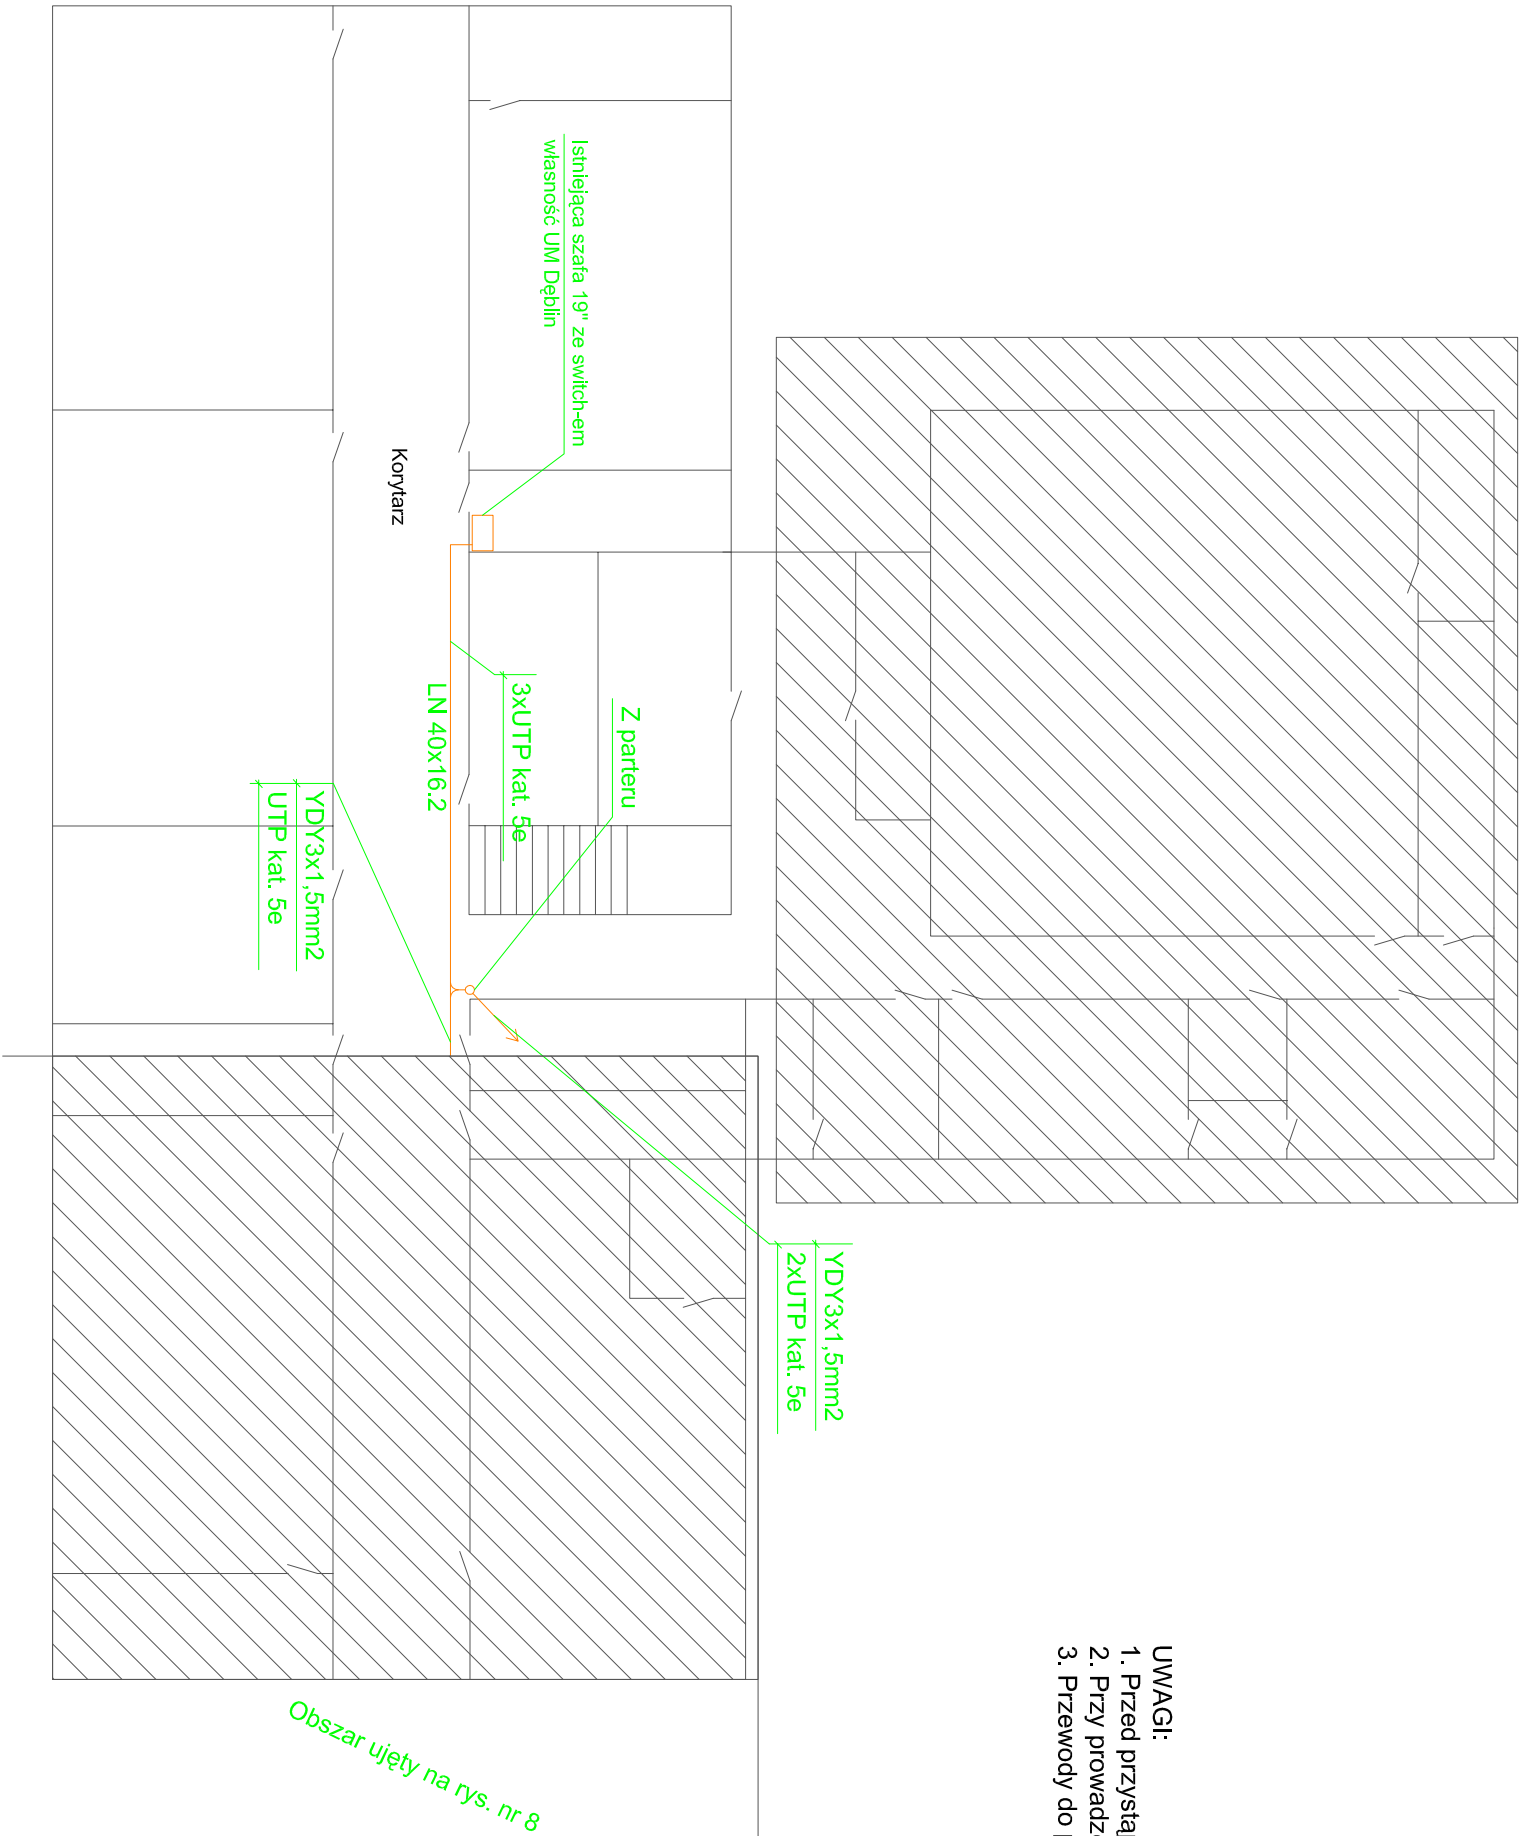 Istniejąca szafa 19" ze switch-em
własność UM Dęblin
Korytarz
Z parteru
3xUTP kat. 5e
LN 40x16.2
YDY3x1,5mm2
UTP kat. 5e
YDY3x1,5mm2
2xUTP kat. 5e
Obszar ujęty na rys. nr 8
UWAGI:
1. Przed
2. Przy
3. Przewody do